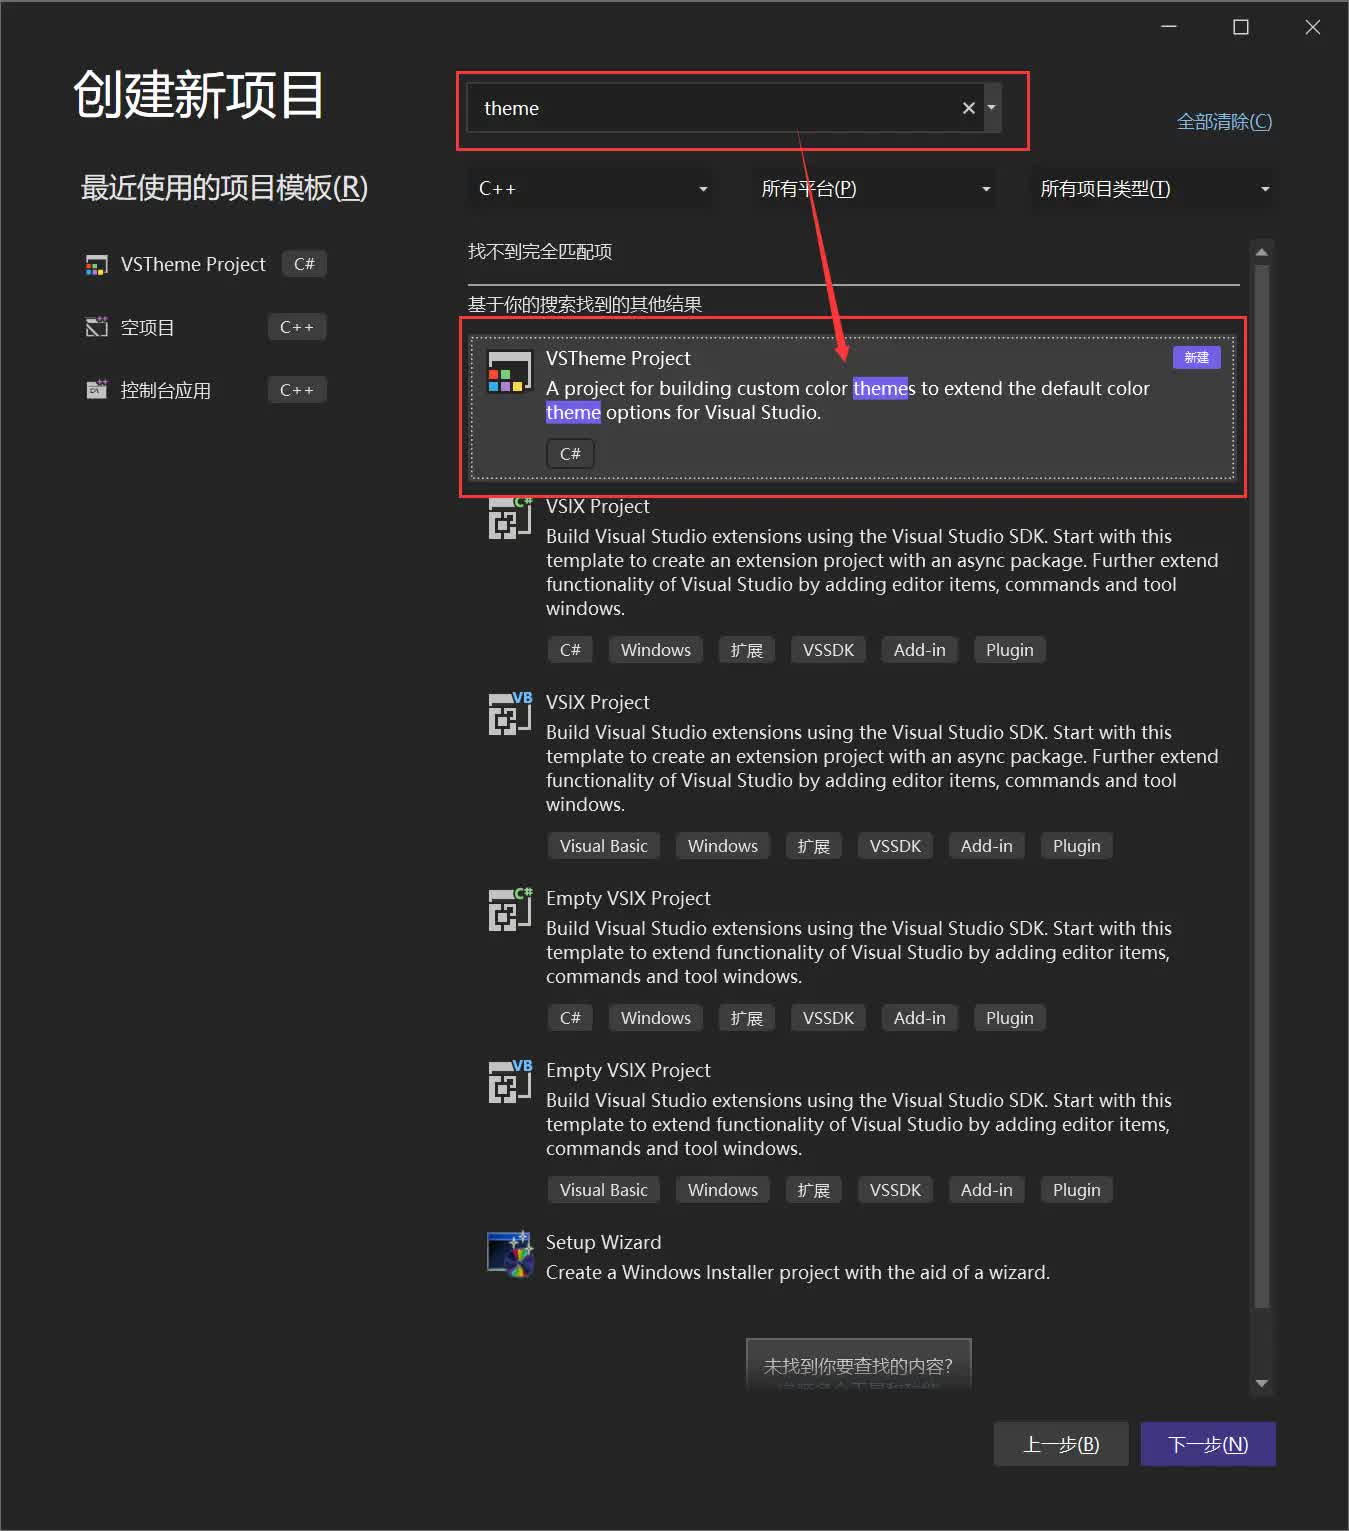 创建新项目
theme
全部清除(C)
最近使用的项目模板(R)
C++
所有平台(P)
所有项目类型(T)
VSTheme Project
C#
空项目
C++
控制台应用
C++
找不到完全匹配项
基于你的搜索找到的其他结果
VSTheme Project
新建
A project for building custom color themes to extend the default color
theme options for Visual Studio.
C#
VSIX Project
Build Visual Studio extensions using the Visual Studio SDK. Start with this
template to create an extension project with an async package. Further extend
functionality of Visual Studio by adding editor items, commands and tool
windows.
C# Windows 扩展 VSSDK Add-in Plugin
VB
VSIX Project
Build Visual Studio extensions using the Visual Studio SDK. Start with this
template to create an extension project with an async package. Further extend
functionality of Visual Studio by adding editor items, commands and tool
windows.
Visual Basic Windows 扩展 VSSDK Add-in Plugin
C#
Empty VSIX Project
Build Visual Studio extensions using the Visual Studio SDK. Start with this
template to extend functionality of Visual Studio by adding editor items,
commands and tool windows.
C# Windows 扩展 VSSDK Add-in Plugin
VB
Empty VSIX Project
Build Visual Studio extensions using the Visual Studio SDK. Start with this
template to extend functionality of Visual Studio by adding editor items,
commands and tool windows.
Visual Basic Windows 扩展 VSSDK Add-in Plugin
Setup Wizard
Create a Windows Installer project with the aid of a wizard.
未找到你要查找的内容?
上一步(B)
下一步(N)